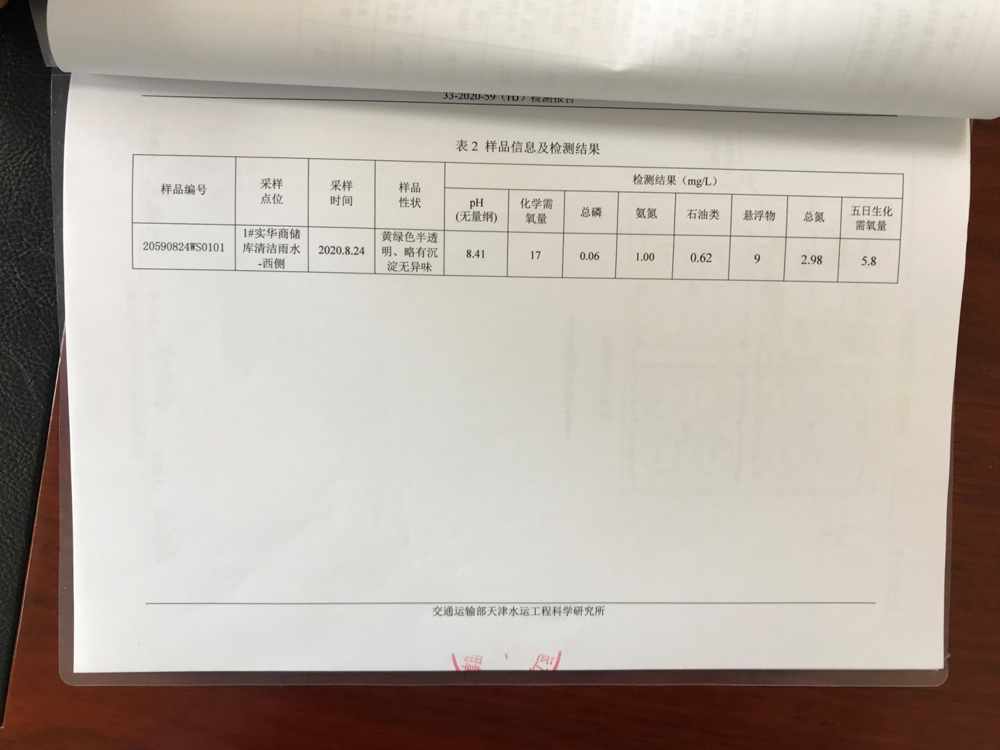 33-2020-59（HJ）检测报告
表 2 样品信息及检测结果
样品编号
采样
点位
采样
时间
样品
性状
检测结果（mg/L）
pH
(无量纲)
化学需
氧量
总磷
氨氮
石油类
悬浮物
总氮
五日生化
需氧量
20590824WS0101
1#实华商储
库清洁雨水
-西侧
2020.8.24
黄绿色半透
明、略有沉
淀无异味
8.41
17
0.06
1.00
0.62
9
2.98
5.8
交通运输部天津水运工程科学研究所